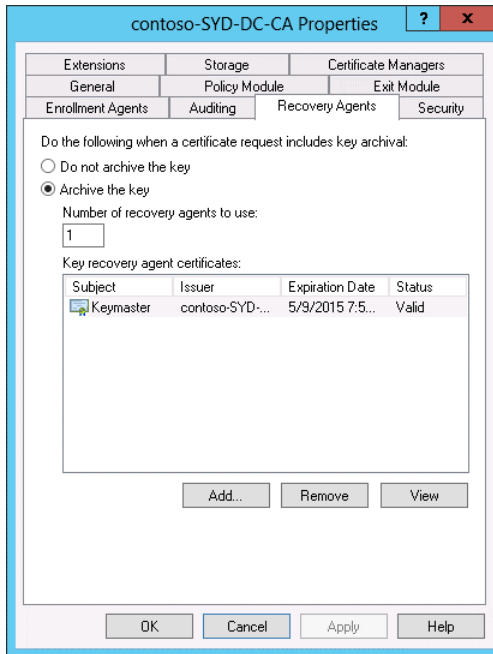 contoso-SYD-DC-CA Properties ? x
Extensions Storage Certificate Managers
General Policy Module Exit Module
Enrollment Agents Auditing Recovery Agents Security
Do the following when a certificate request includes key archival:
Do not archive the key
Archive the key
Number of recovery agents to use:
1
Key recovery agent certificates:
Subject Issuer Expiration Date Status
Keymaster contoso-SYD-... 5/9/2015 7:5... Valid
Add... Remove View
OK Cancel Apply Help